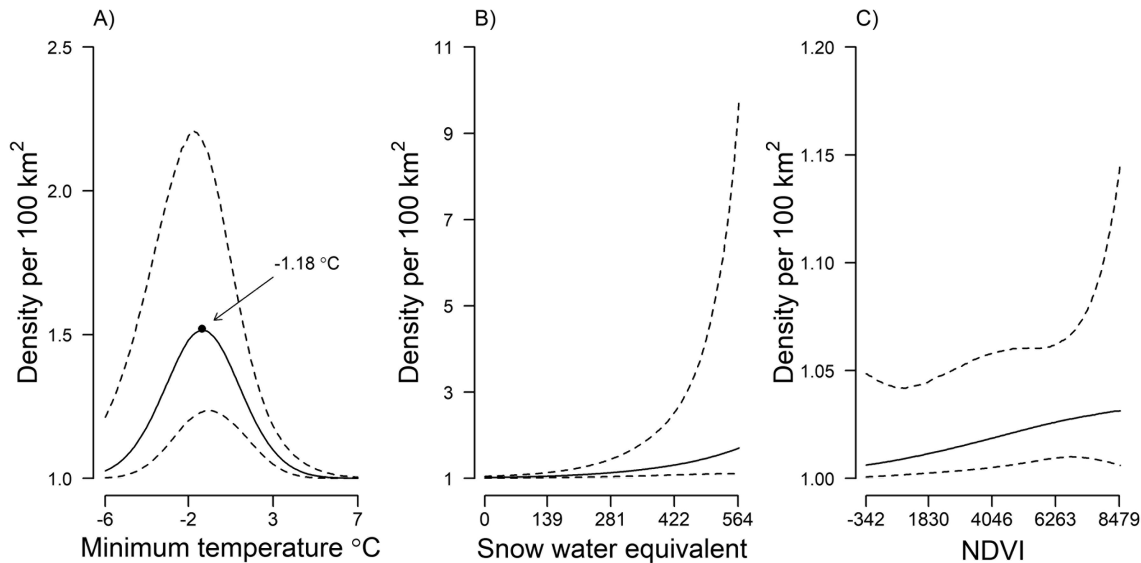 A)
2.5
2.0
1.5
1.0
Density per 100 km²
-1.18 °C
-6 -2 3 7
Minimum temperature °C
B)
11
9
7
5
3
1
Density per 100 km²
0 139 281 422 564
Snow water equivalent
C)
1.20
1.15
1.10
1.05
1.00
Density per 100 km²
-342 1830 4046 6263 8479
NDVI